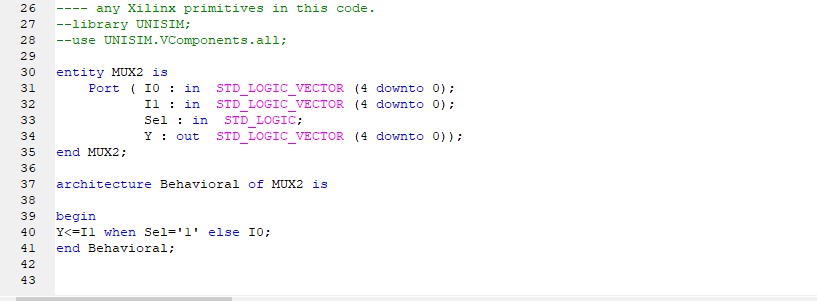 26 ---- any Xilinx primitives in this code.
27 --library UNISIM;
28 --use UNISIM.VComponents.all;
29
30 entity MUX2 is
31     Port ( I0 : in  STD_LOGIC_VECTOR (4 downto 0);
32            I1 : in  STD_LOGIC_VECTOR (4 downto 0);
33            Sel : in  STD_LOGIC;
34            Y : out  STD_LOGIC_VECTOR (4 downto 0));
35 end MUX2;
36
37 architecture Behavioral of MUX2 is
38
39 begin
40 Y<=I1 when Sel='1' else I0;
41 end Behavioral;
42
43